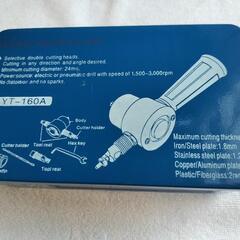 Selective double cutting heads.
Cutting in any direction and angle desired.
Minimum cutting diameter: 24mm.
Power source: electric or pneumatic drill with speed of 1,500-3,000rpm
No distortion and no sparks.
YT-160A
Body
Cutter holder
Tool rest
Hex key
Cutter holder
Tool rest
Maximum cutting thickness
Iron/Steel plate:1.8mm
Stainless steel plate:1.2
Copper/Aluminum plate
Plastic/Fiberglass:2mm